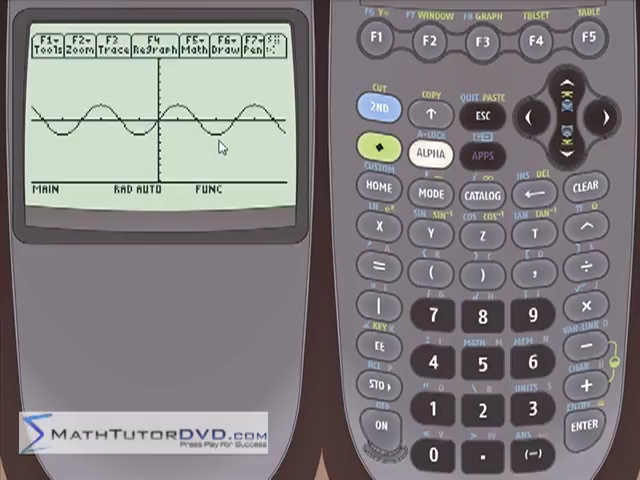 F1 F2 F3 F4 F5 F6 F7
Tools Zoom Trace ReGraph Math Draw Pen
MAIN RAD AUTO FUNC
MATHTUTORDVD.COM
Press Play For Success
F6 Y= F7 WINDOW F8 GRAPH TBLSET TABLE
F1 F2 F3 F4 F5
CUT COPY QUIT PASTE
2ND ↑ ESC
A-LOCK
◆ ALPHA APPS
CUSTOM INS DEL
HOME MODE CATALOG ← CLEAR
LN eˣ SIN SIN⁻¹ COS COS⁻¹ TAN TAN⁻¹ π
X Y Z T ^
= ( ) , ÷
| 7 8 9 ×
KEY K MATH M MEM N VAR-LINK O
EE 4 5 6 −
RCL P UNITS S CHAR
STO▸ 1 2 3 +
ENTRY ANS
ON 0 . (−) ENTER